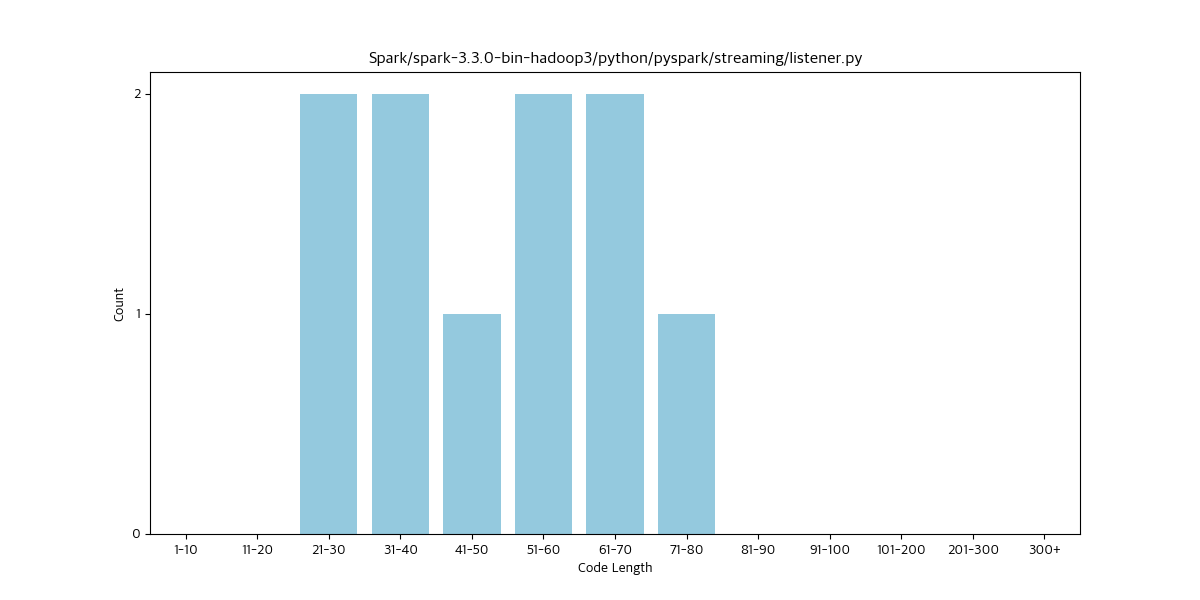 Spark/spark-3.3.0-bin-hadoop3/python/pyspark/streaming/listener.py
2
1
0
Count
1-10 11-20 21-30 31-40 41-50 51-60 61-70 71-80 81-90 91-100 101-200 201-300 300+
Code Length